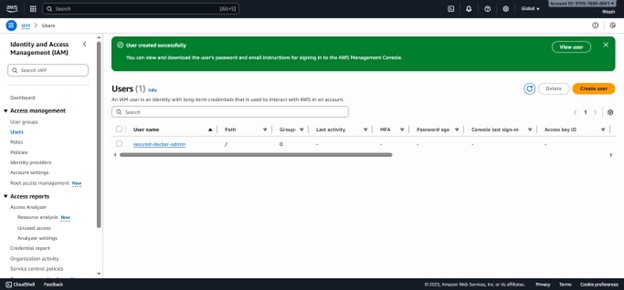 aws
Search
[Alt+S]
Global
Account ID:
Ritesh
IAM > Users
Identity and Access
Management (IAM)
Search IAM
Dashboard
Access management
User groups
Users
Roles
Policies
Identity providers
Account settings
Root access management New
Access reports
Access Analyzer
Resource analysis New
Unused access
Analyzer settings
Credential report
Organization activity
Service control policies
User created successfully
You can view and download the user's password and email instructions for signing in to the AWS Management Console.
View user
Users (1) Info
Delete
Create user
An IAM user is an identity with long-term credentials that is used to interact with AWS in an account.
Search
1
User name
Path
Group:
Last activity
MFA
Password age
Console last sign-in
Access key ID
secured-docker-admin
/
0
-
-
-
-
-
CloudShell
Feedback
© 2025, Amazon Web Services, Inc. or its affiliates.
Privacy
Terms
Cookie preferences